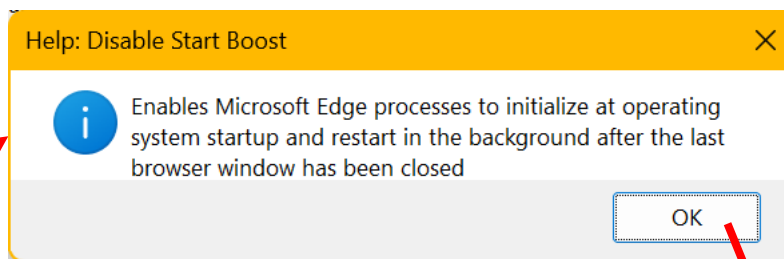 Help: Disable Start Boost
Enables Microsoft Edge processes to initialize at operating
system startup and restart in the background after the last
browser window has been closed
OK